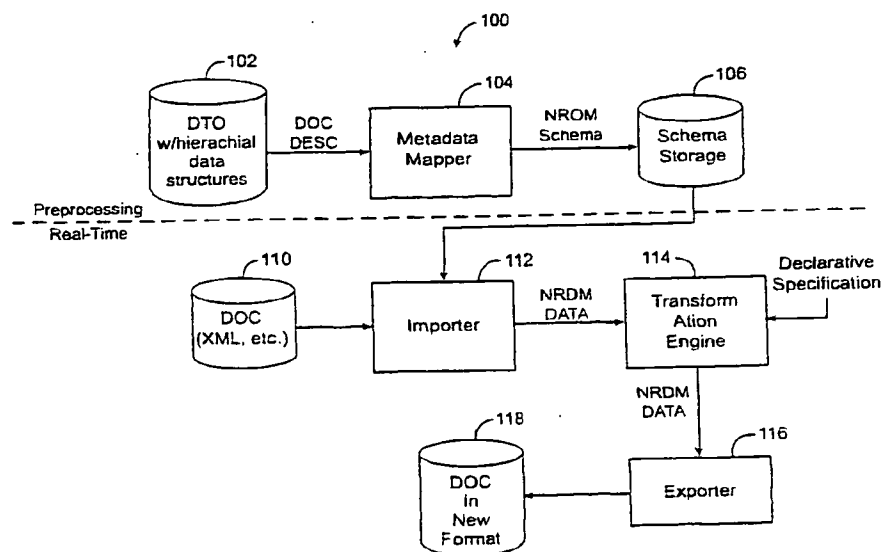 100
102
DTO
w/hierachial
data
structures
DOC
DESC
104
Metadada
Mapper
NROM
Schema
106
Schema
Storage
Preprocessing
Real-Time
110
DOC
(XML, etc.)
112
Importer
NRDM
DATA
114
Transform
Ation
Engine
Declarative
Specification
NRDM
DATA
118
DOC
In
New
Format
116
Exporter